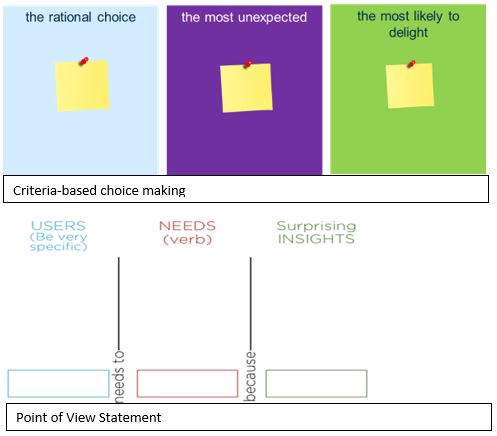 the rational choice
the most unexpected
the most likely to
delight
Criteria-based choice making
USERS
(Be very
specific)
NEEDS
(verb)
Surprising
INSIGHTS
needs to
because
Point of View Statement